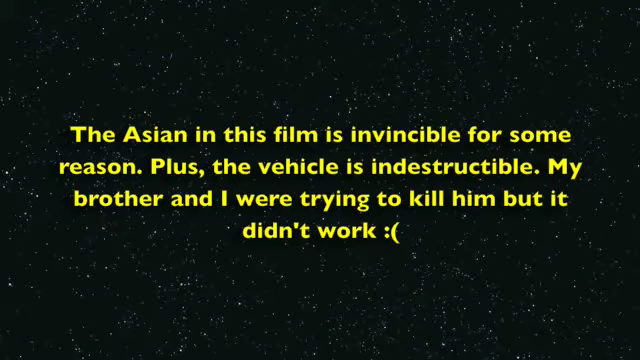 The Asian in this film is invincible for some
reason. Plus, the vehicle is indestructible. My
brother and I were trying to kill him but it
didn't work :(